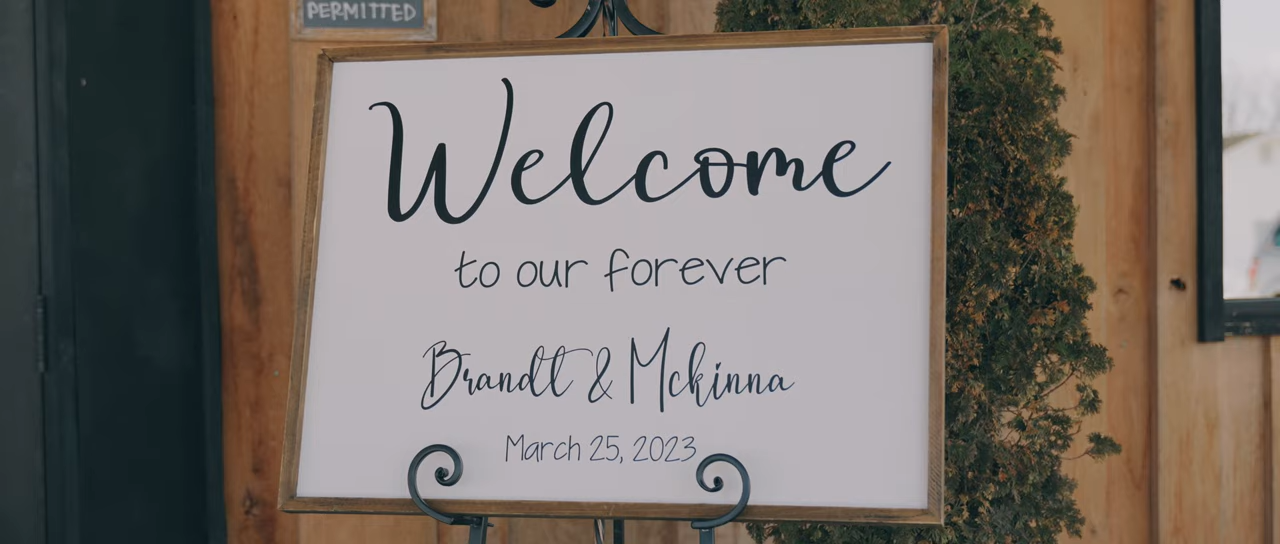 PERMITTED
Welcome
to our forever
Brandt & Mckinna
March 25, 2023